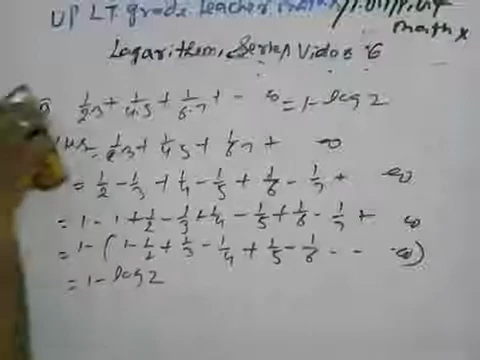 UP LT grade teacher
math
Logarithem, Series, Video 6
1/2.3 + 1/4.5 + 1/6.7 + - ∞ = 1 - log 2
LHS = 1/2.3 + 1/4.5 + 1/6.7 + ∞
= 1/2 - 1/3 + 1/4 - 1/5 + 1/6 - 1/7 + ∞
= 1 - 1 + 1/2 - 1/3 + 1/4 - 1/5 + 1/6 - 1/7 + ∞
= 1 - (1 - 1/2 + 1/3 - 1/4 + 1/5 - 1/6 - - ∞)
= 1 - log 2